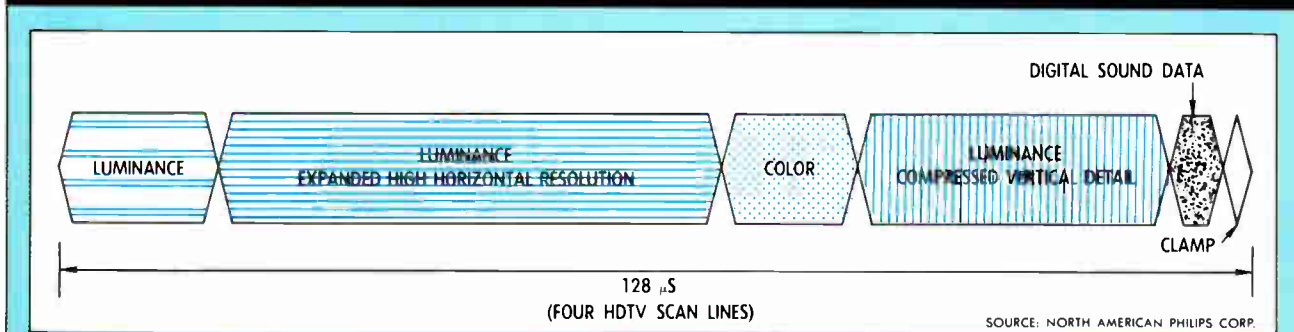 DIGITAL SOUND DATA
LUMINANCE
LUMINANCE
EXPANDED HIGH HORIZONTAL RESOLUTION
COLOR
LUMINANCE
COMPRESSED VERTICAL DETAIL
CLAMP
128 μS
(FOUR HDTV SCAN LINES)
SOURCE: NORTH AMERICAN PHILIPS CORP.